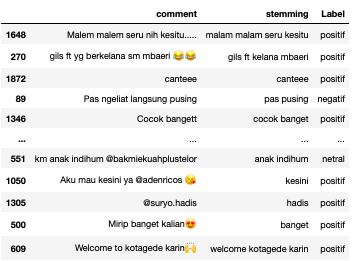 comment stemming Label
1648 Malem malem seru nih kesitu..... malam malam seru kesitu positif
270 gils ft yg berkelana sm mbaeri 😂😂 gils ft kelana mbaeri positif
1872 canteee canteee positif
89 Pas ngeliat langsung pusing pas pusing negatif
1346 Cocok bangett cocok banget positif
... ... ... ...
551 km anak indihum @bakmiekuahplustelor anak indihum netral
1050 Aku mau kesini ya @adenricos 😘 kesini positif
1305 @suryo.hadis hadis positif
500 Mirip banget kalian😍 banget positif
609 Welcome to kotagede karin🙌 welcome kotagede karin positif